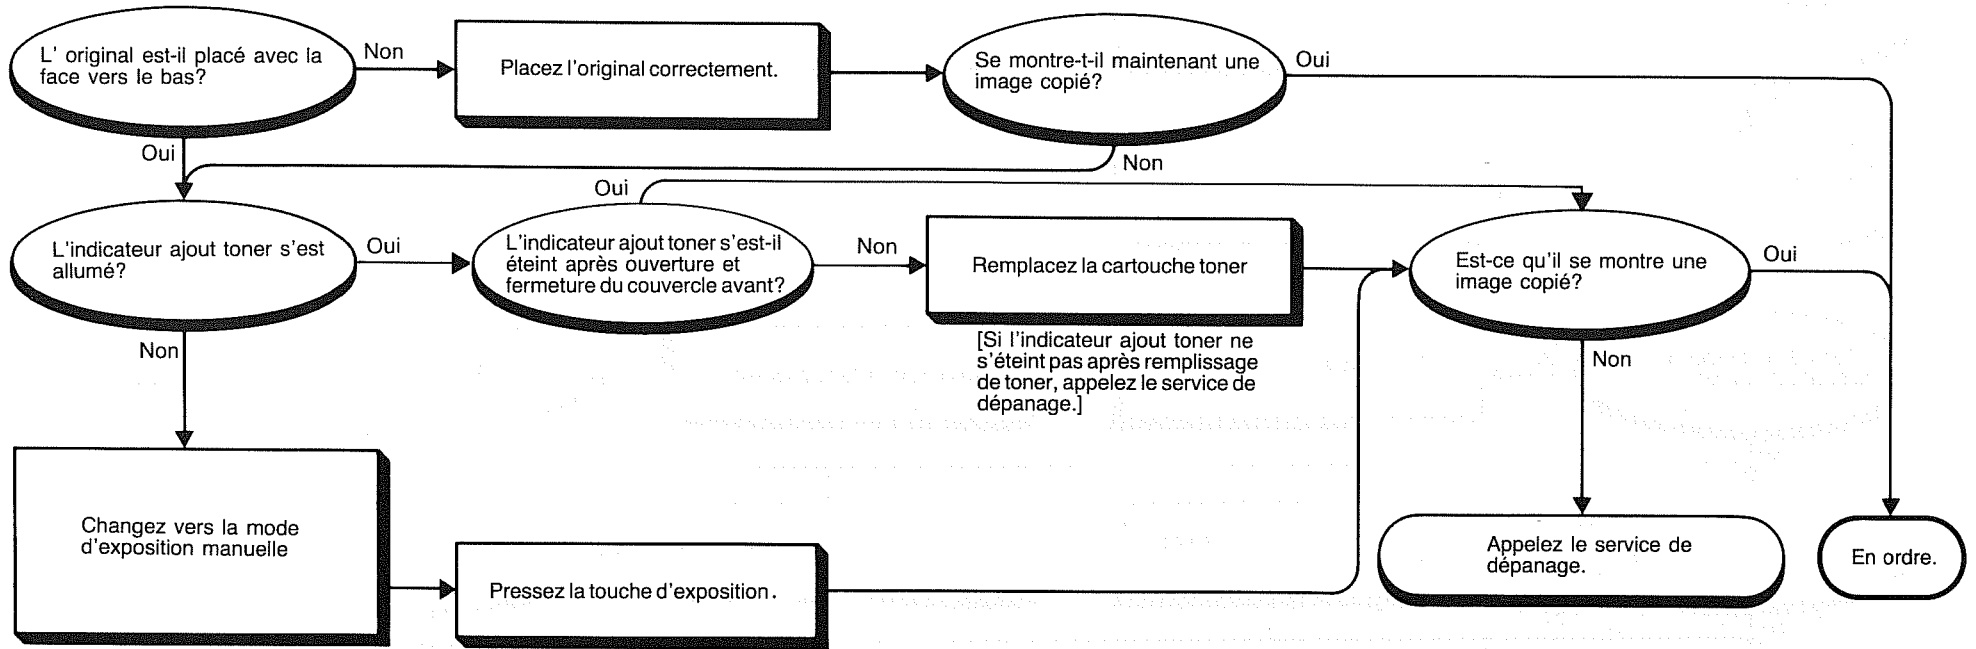 L' original est-il placé avec la
face vers le bas?
Non
Placez l'original correctement.
Se montre-t-il maintenant une
image copié?
Oui
Oui
Non
L'indicateur ajout toner s'est
allumé?
Oui
Oui
L'indicateur ajout toner s'est-il
éteint après ouverture et
fermeture du couvercle avant?
Non
Remplacez la cartouche toner
[Si l'indicateur ajout toner ne
s'éteint pas après remplissage
de toner, appelez le service de
dépanage.]
Est-ce qu'il se montre une
image copié?
Oui
Non
Non
Changez vers la mode
d'exposition manuelle
Pressez la touche d'exposition.
Appelez le service de
dépanage.
En ordre.